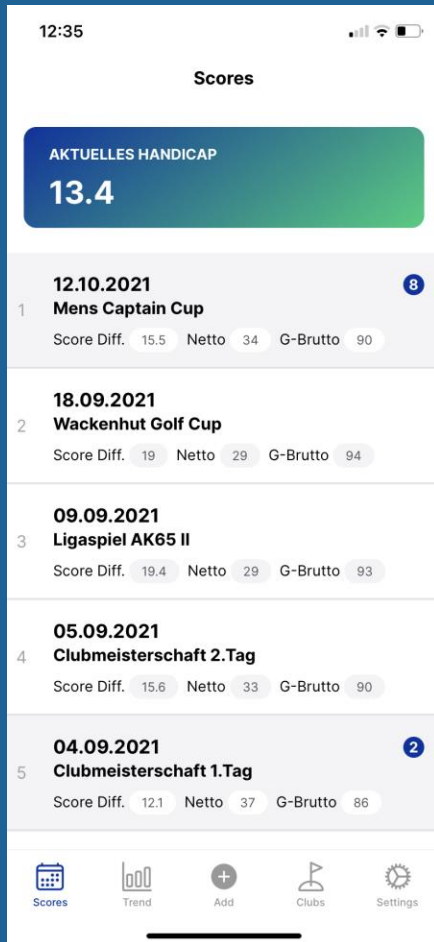 12:35
Scores
AKTUELLES HANDICAP
13.4
12.10.2021 8
1 Mens Captain Cup
Score Diff. 15.5 Netto 34 G-Brutto 90
18.09.2021
2 Wackenhut Golf Cup
Score Diff. 19 Netto 29 G-Brutto 94
09.09.2021
3 Ligaspiel AK65 II
Score Diff. 19.4 Netto 29 G-Brutto 93
05.09.2021
4 Clubmeisterschaft 2.Tag
Score Diff. 15.6 Netto 33 G-Brutto 90
04.09.2021 2
5 Clubmeisterschaft 1.Tag
Score Diff. 12.1 Netto 37 G-Brutto 86
Scores Trend Add Clubs Settings